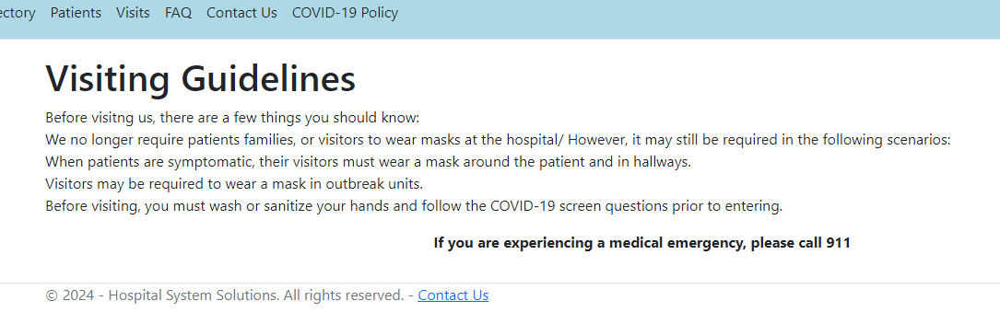 Patients Visits FAQ Contact Us COVID-19 Policy
Visiting Guidelines
Before visitng us, there are a few things you should know:
We no longer require patients families, or visitors to wear masks at the hospital/ However, it may still be required in the following scenarios:
When patients are symptomatic, their visitors must wear a mask around the patient and in hallways.
Visitors may be required to wear a mask in outbreak units.
Before visiting, you must wash or sanitize your hands and follow the COVID-19 screen questions prior to entering.
If you are experiencing a medical emergency, please call 911
© 2024 - Hospital System Solutions. All rights reserved. - Contact Us